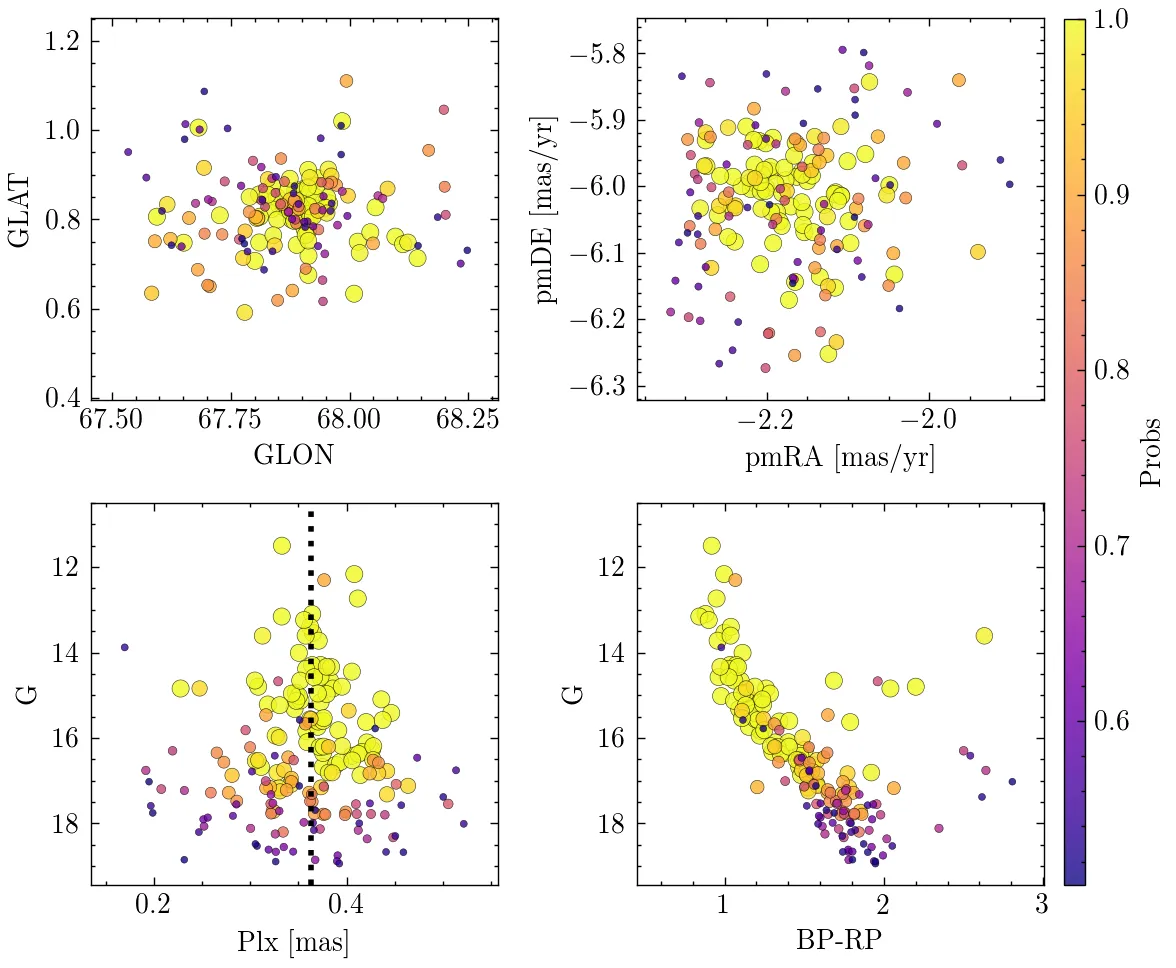 1.2
1.0
0.8
0.6
0.4
GLAT
67.50 67.75 68.00 68.25
GLON
−5.8
−5.9
−6.0
−6.1
−6.2
−6.3
pmDE [mas/yr]
−2.2 −2.0
pmRA [mas/yr]
1.0
0.9
0.8
0.7
0.6
Probs
12
14
16
18
G
0.2 0.4
Plx [mas]
12
14
16
18
G
1 2 3
BP-RP